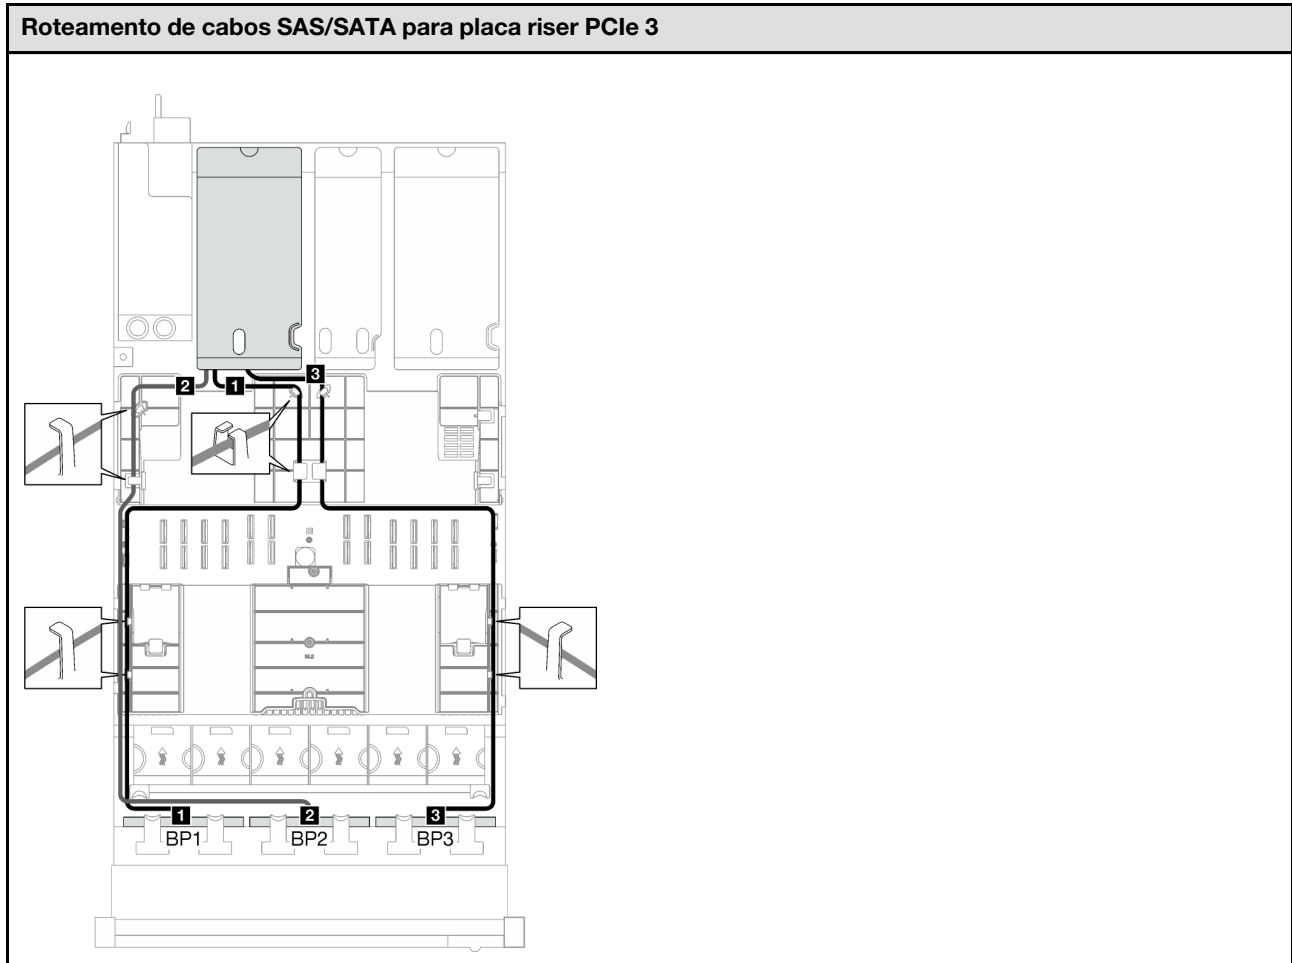 Roteamento de cabos SAS/SATA para placa riser PCIe 3
2 1 3
1 2 3
BP1 BP2 BP3